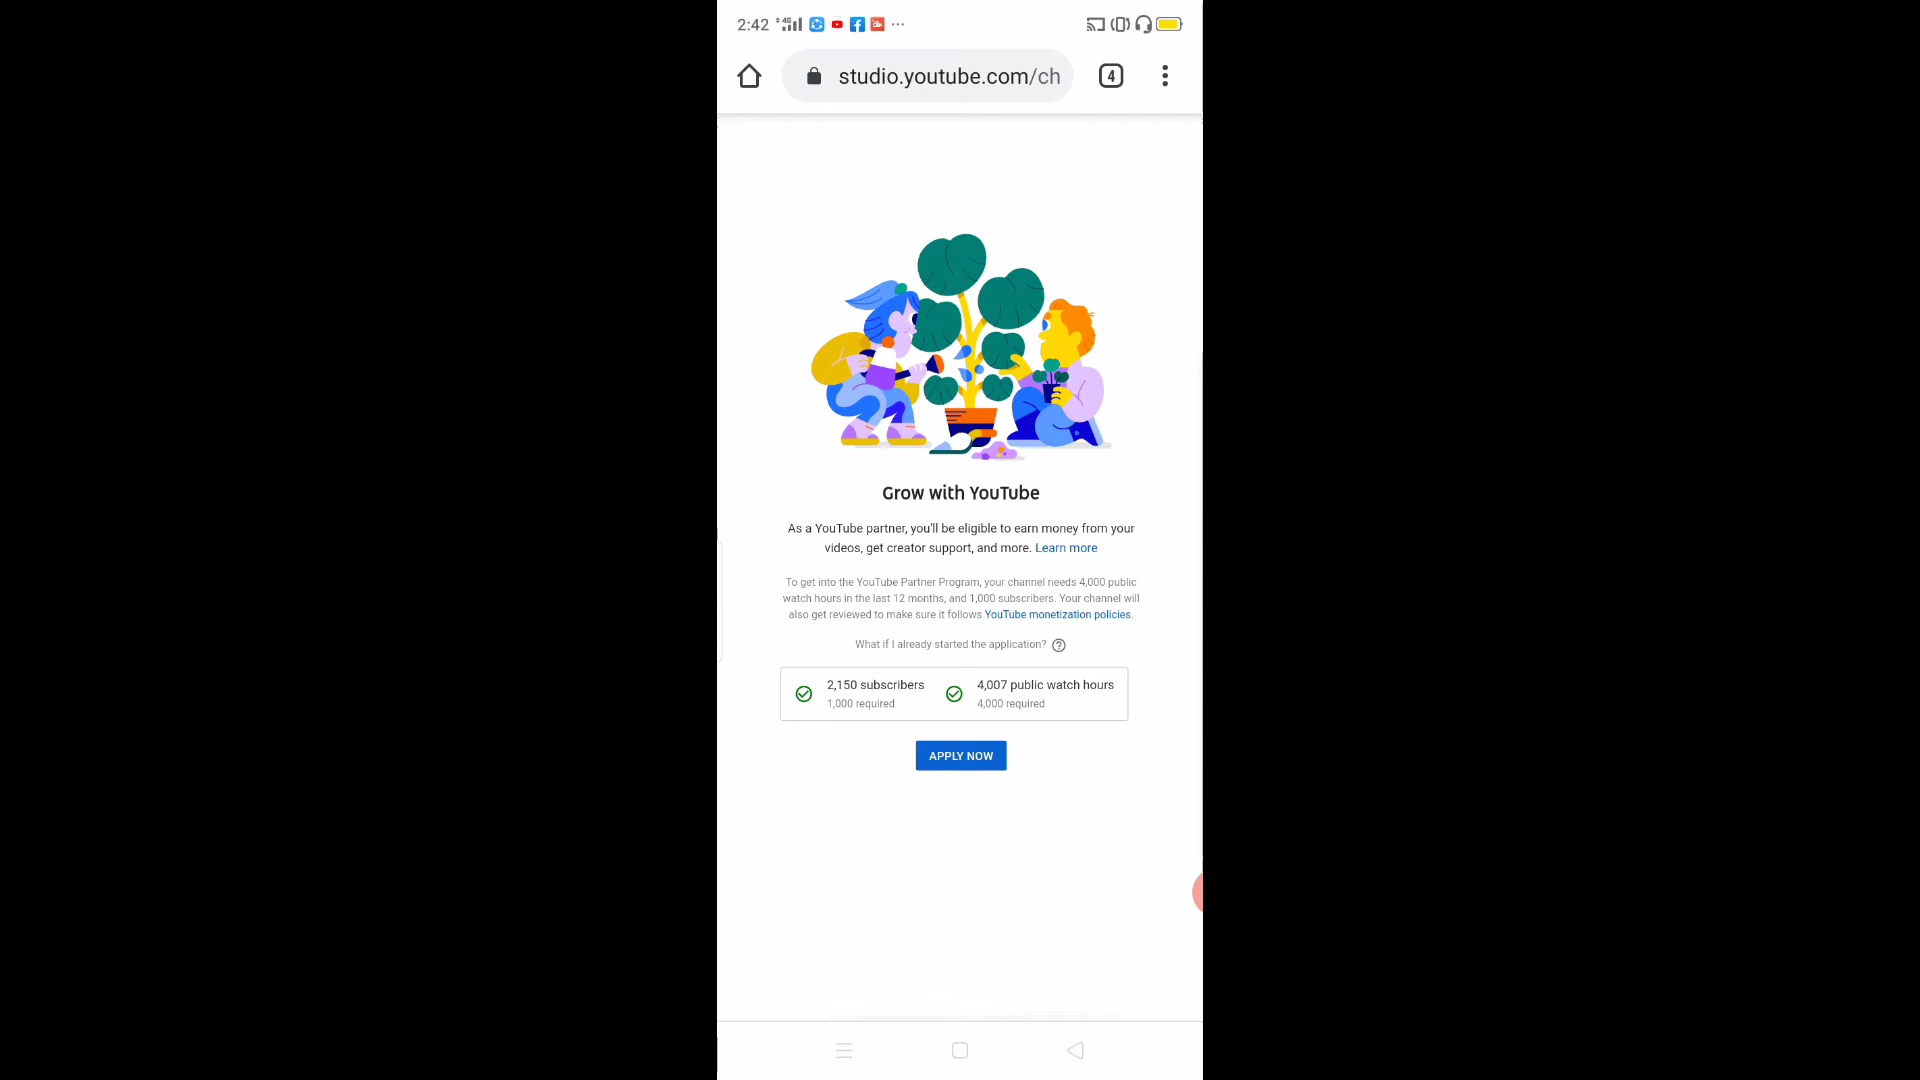 2:42
4G
studio.youtube.com/ch
4
Grow with YouTube
As a YouTube partner, you'll be eligible to earn money from your
videos, get creator support, and more. Learn more
To get into the YouTube Partner Program, your channel needs 4,000 public
watch hours in the last 12 months, and 1,000 subscribers. Your channel will
also get reviewed to make sure it follows YouTube monetization policies.
What if I already started the application?
2,150 subscribers
1,000 required
4,007 public watch hours
4,000 required
APPLY NOW